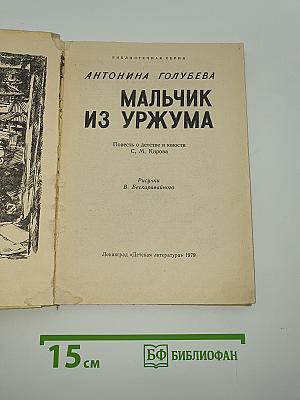 БИБЛИОТЕЧНАЯ СЕРИЯ
АНТОНИНА ГОЛУБЕВА
МАЛЬЧИК
ИЗ УРЖУМА
Повесть о детстве и юности
С. М. Кирова
Рисунки
В. Бескаравайного
Ленинград «Детская литература» 1979
15 см
БФ БИБЛИОФАН